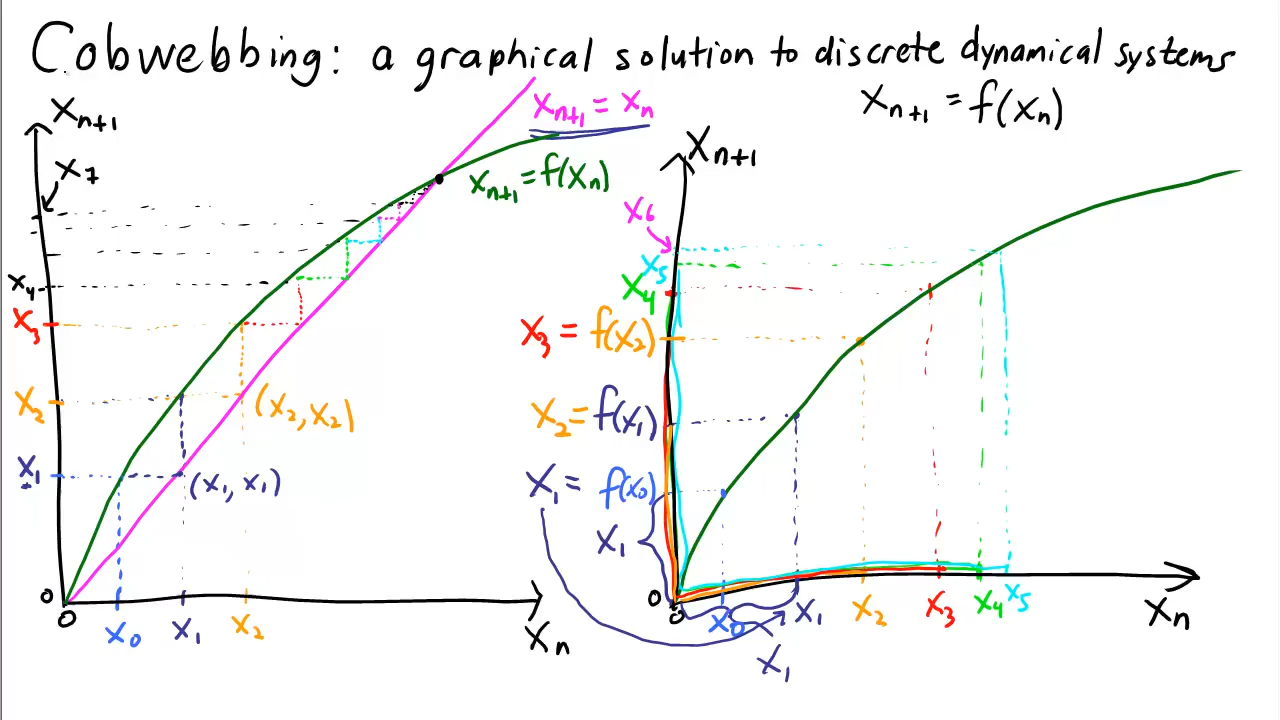 Cobwebbing: a graphical solution to discrete dynamical systems
xₙ₊₁ = f(xₙ)
xₙ₊₁
xₙ₊₁ = xₙ
xₙ₊₁ = f(xₙ)
x₇
x₄
x₃
x₂
(x₂, x₂)
x₁
(x₁, x₁)
0
0
x₀
x₁
x₂
xₙ
xₙ₊₁
x₆
x₅
x₄
x₃ = f(x₂)
x₂ = f(x₁)
x₁ = f(x₀)
x₁
0
0
x₀
x₁
x₂
x₃
x₄
x₅
xₙ
x₁